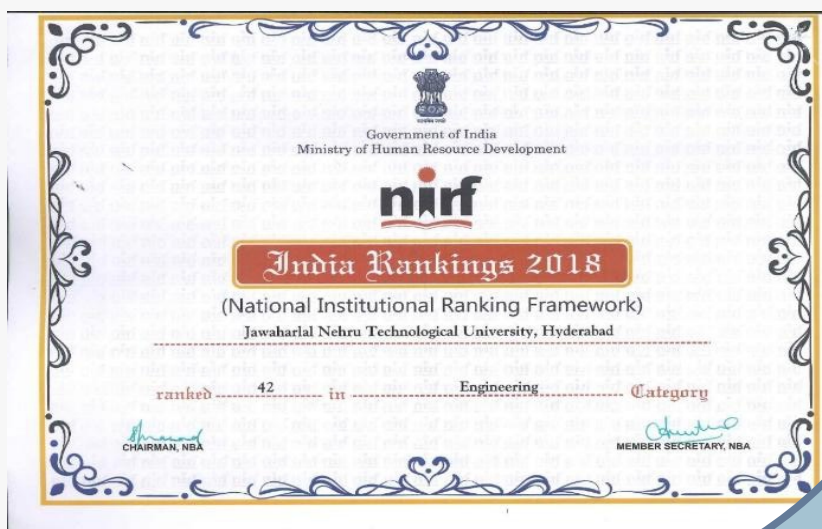 Government of India
Ministry of Human Resource Development
nirf
India Rankings 2018
(National Institutional Ranking Framework)
Jawaharlal Nehru Technological University, Hyderabad
ranked 42 in Engineering Category
CHAIRMAN, NBA
MEMBER SECRETARY, NBA